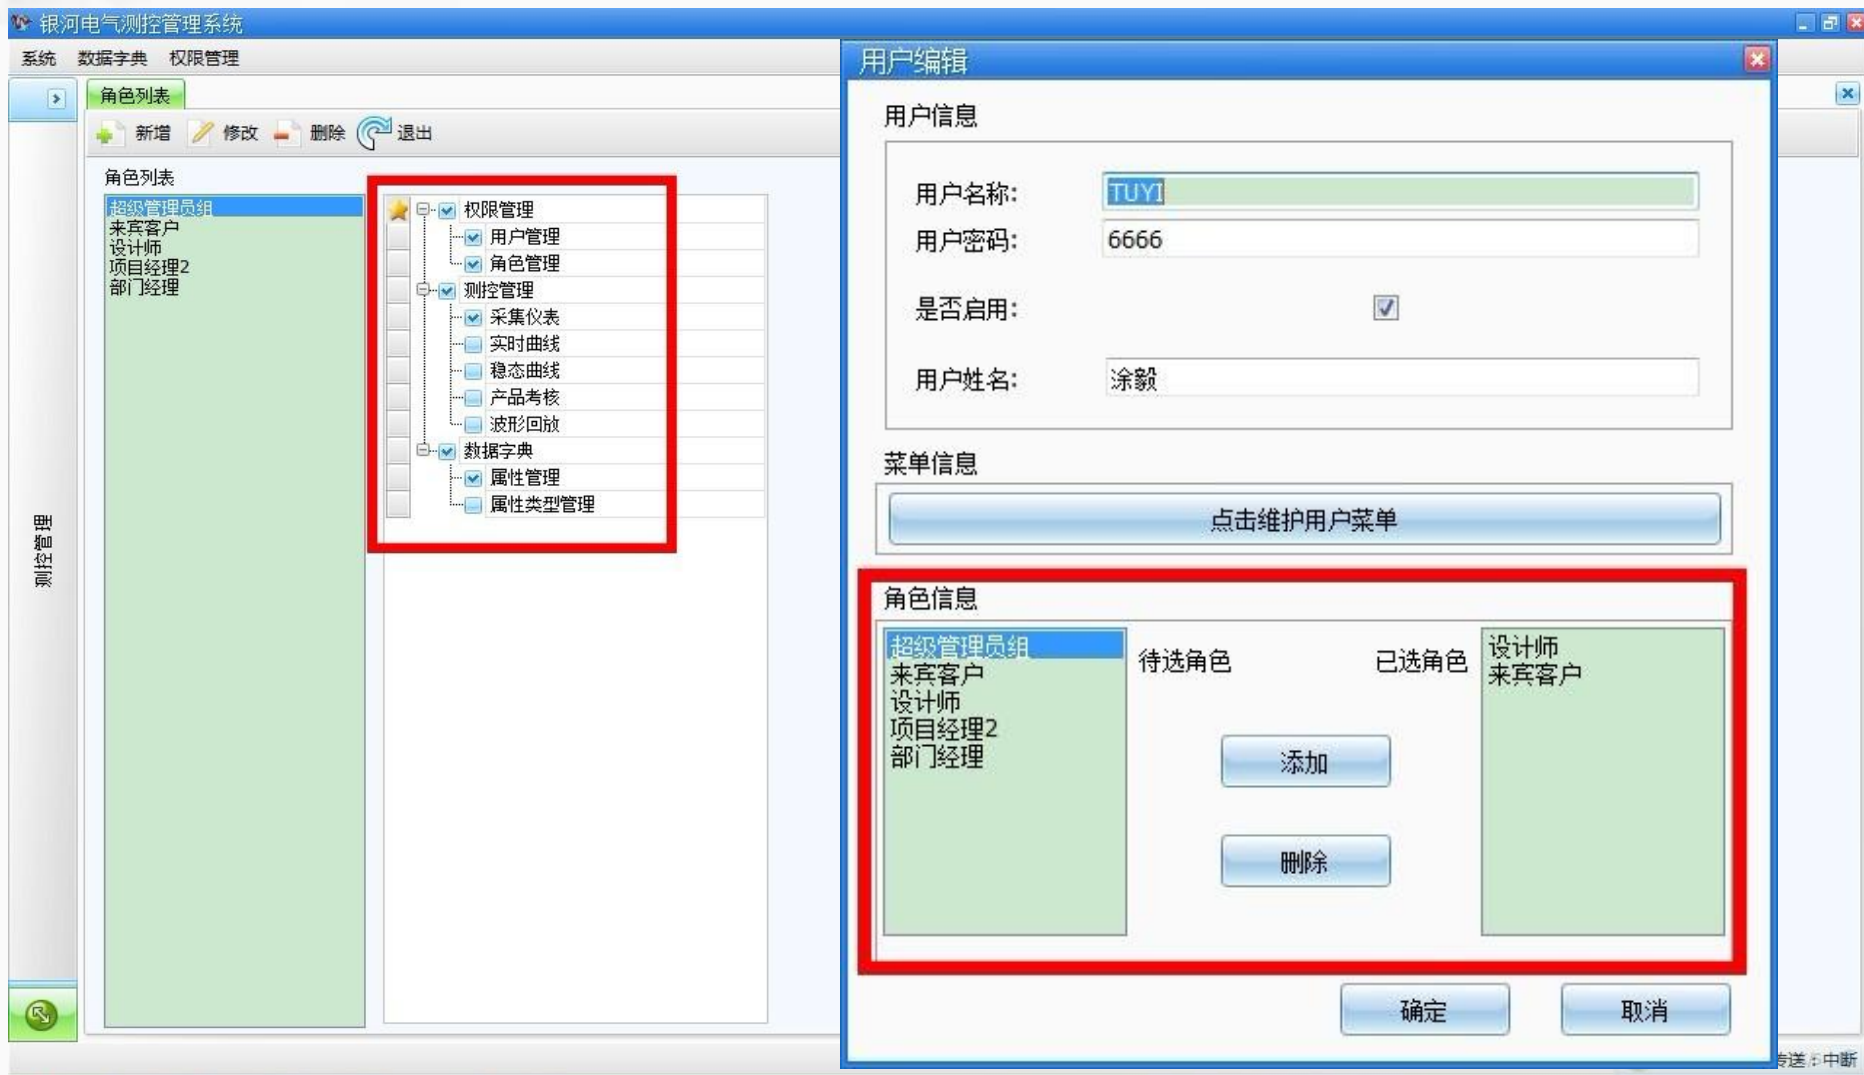 银河电气测控管理系统
系统 数据字典 权限管理
角色列表
新增 修改 删除 退出
角色列表
超级管理员组
来宾客户
设计师
项目经理2
部门经理
权限管理
用户管理
角色管理
测控管理
采集仪表
实时曲线
稳态曲线
产品考核
波形回放
数据字典
属性管理
属性类型管理
测控管理
用户编辑
用户信息
用户名称: TUYI
用户密码: 6666
是否启用:
用户姓名: 涂毅
菜单信息
点击维护用户菜单
角色信息
超级管理员组
来宾客户
设计师
项目经理2
部门经理
待选角色
已选角色
设计师
来宾客户
添加
删除
确定 取消
送:中断